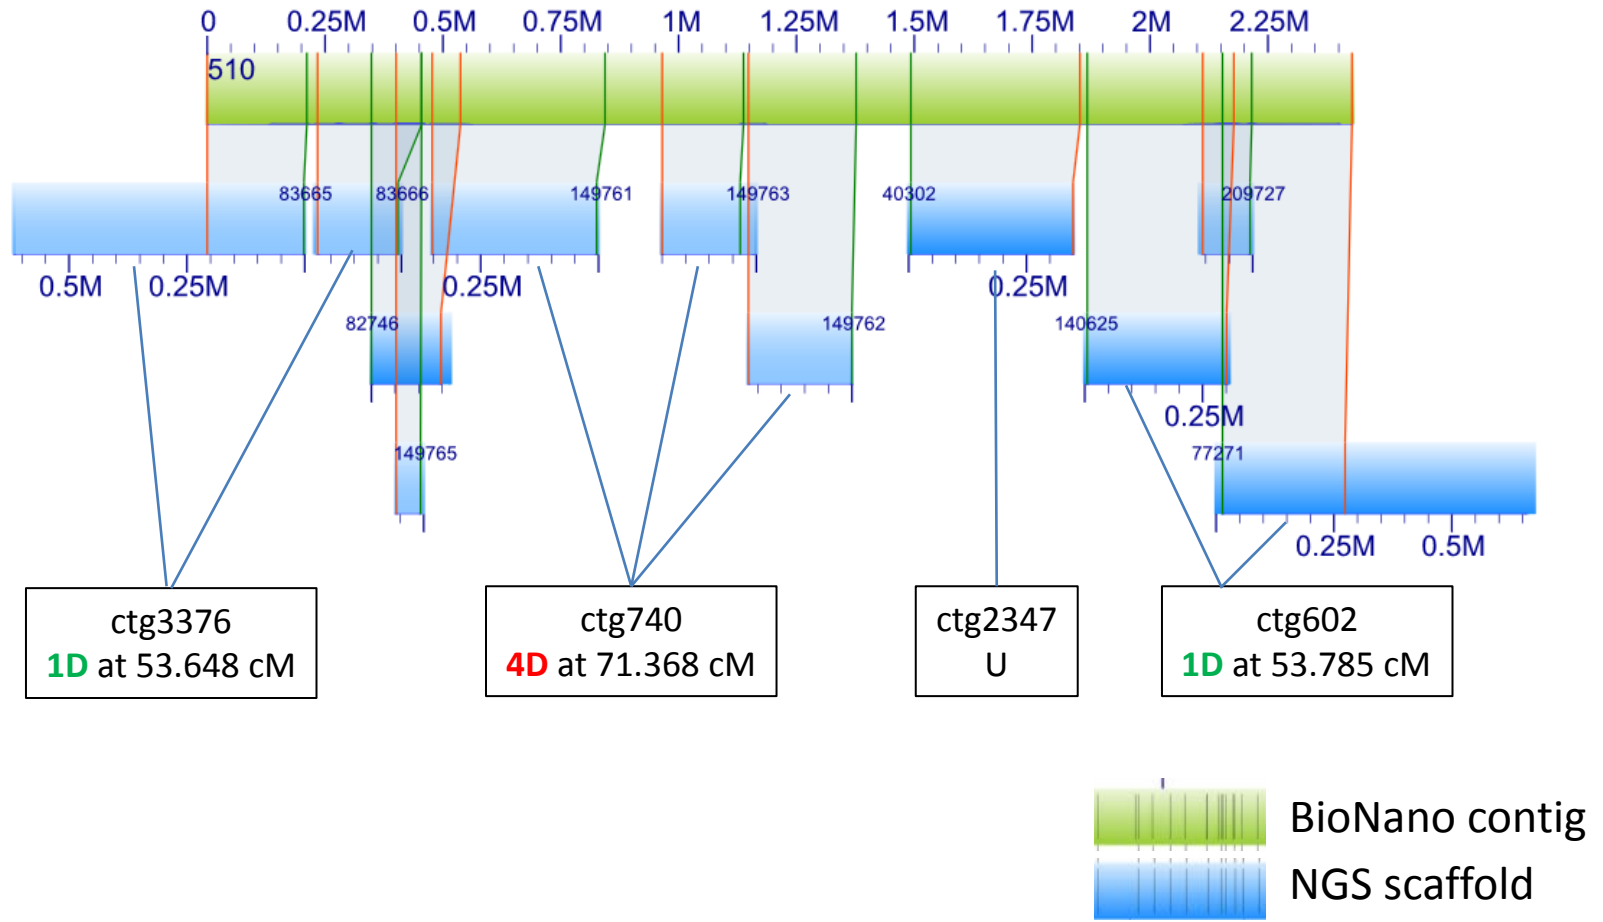 0 0.25M 0.5M 0.75M 1M 1.25M 1.5M 1.75M 2M 2.25M
510
83665 83666 149761 149763 40302 209727
0.5M 0.25M 0.25M 0.25M
82746 149762 140625
0.25M
149765 77271
0.25M 0.5M
ctg3376
1D at 53.648 cM
ctg740
4D at 71.368 cM
ctg2347
U
ctg602
1D at 53.785 cM
BioNano contig
NGS scaffold